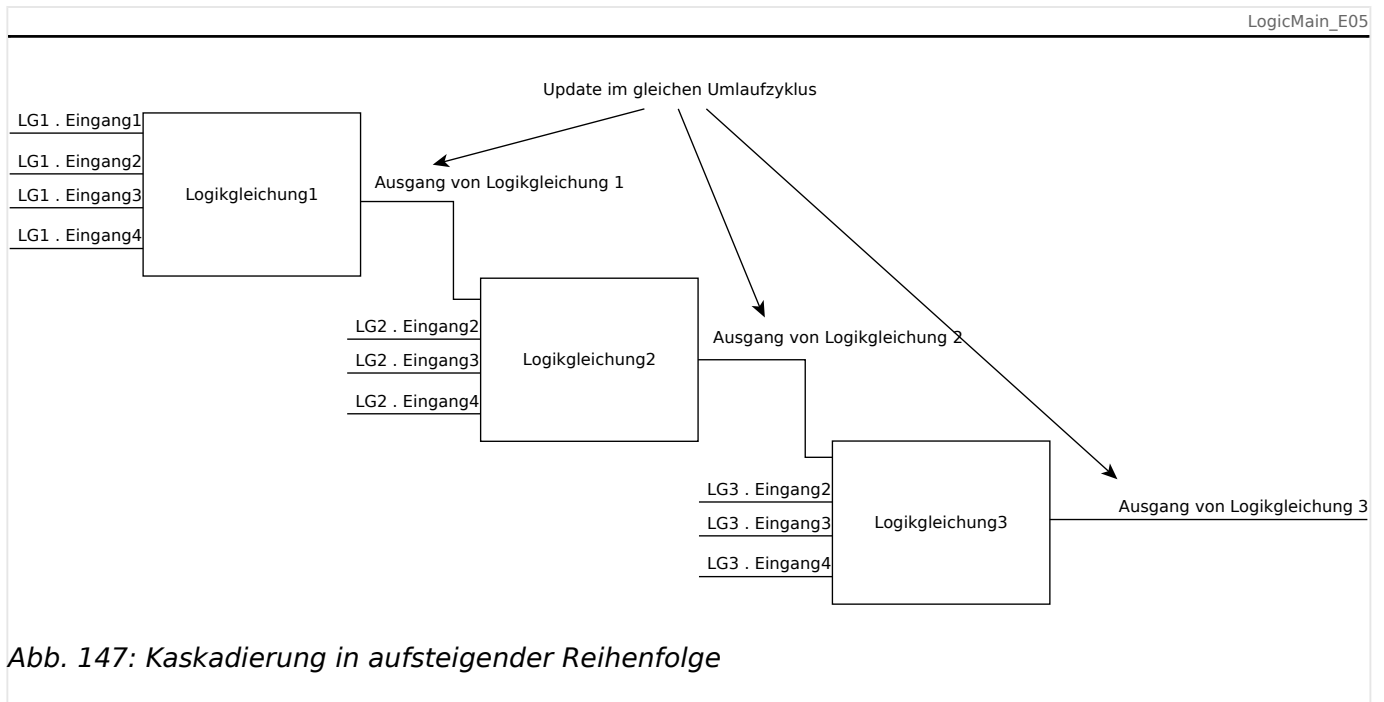 LogicMain_E05
Update im gleichen Umlaufzyklus
LG1 . Eingang1
LG1 . Eingang2
LG1 . Eingang3
LG1 . Eingang4
Logikgleichung1
Ausgang von Logikgleichung 1
LG2 . Eingang2
LG2 . Eingang3
LG2 . Eingang4
Logikgleichung2
Ausgang von Logikgleichung 2
LG3 . Eingang2
LG3 . Eingang3
LG3 . Eingang4
Logikgleichung3
Ausgang von Logikgleichung 3
Abb. 147: Kaskadierung in aufsteigender Reihenfolge